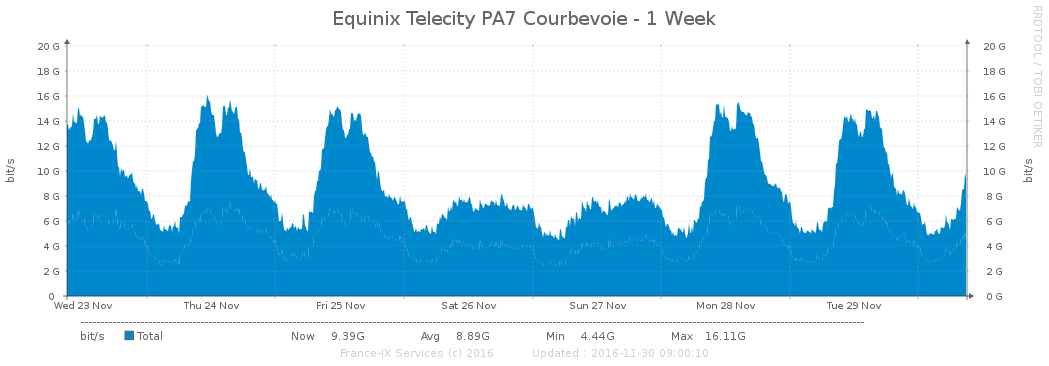 Equinix Telecity PA7 Courbevoie - 1 Week
RRDTOOL / TOBI OETIKER
bit/s
20 G 20 G
18 G 18 G
16 G 16 G
14 G 14 G
12 G 12 G
10 G 10 G
8 G 8 G
6 G 6 G
4 G 4 G
2 G 2 G
0 0 G
bit/s
Wed 23 Nov Thu 24 Nov Fri 25 Nov Sat 26 Nov Sun 27 Nov Mon 28 Nov Tue 29 Nov
bit/s Total Now 9.39G Avg 8.89G Min 4.44G Max 16.11G
France-IX Services (c) 2016 Updated : 2016-11-30 09:00:10